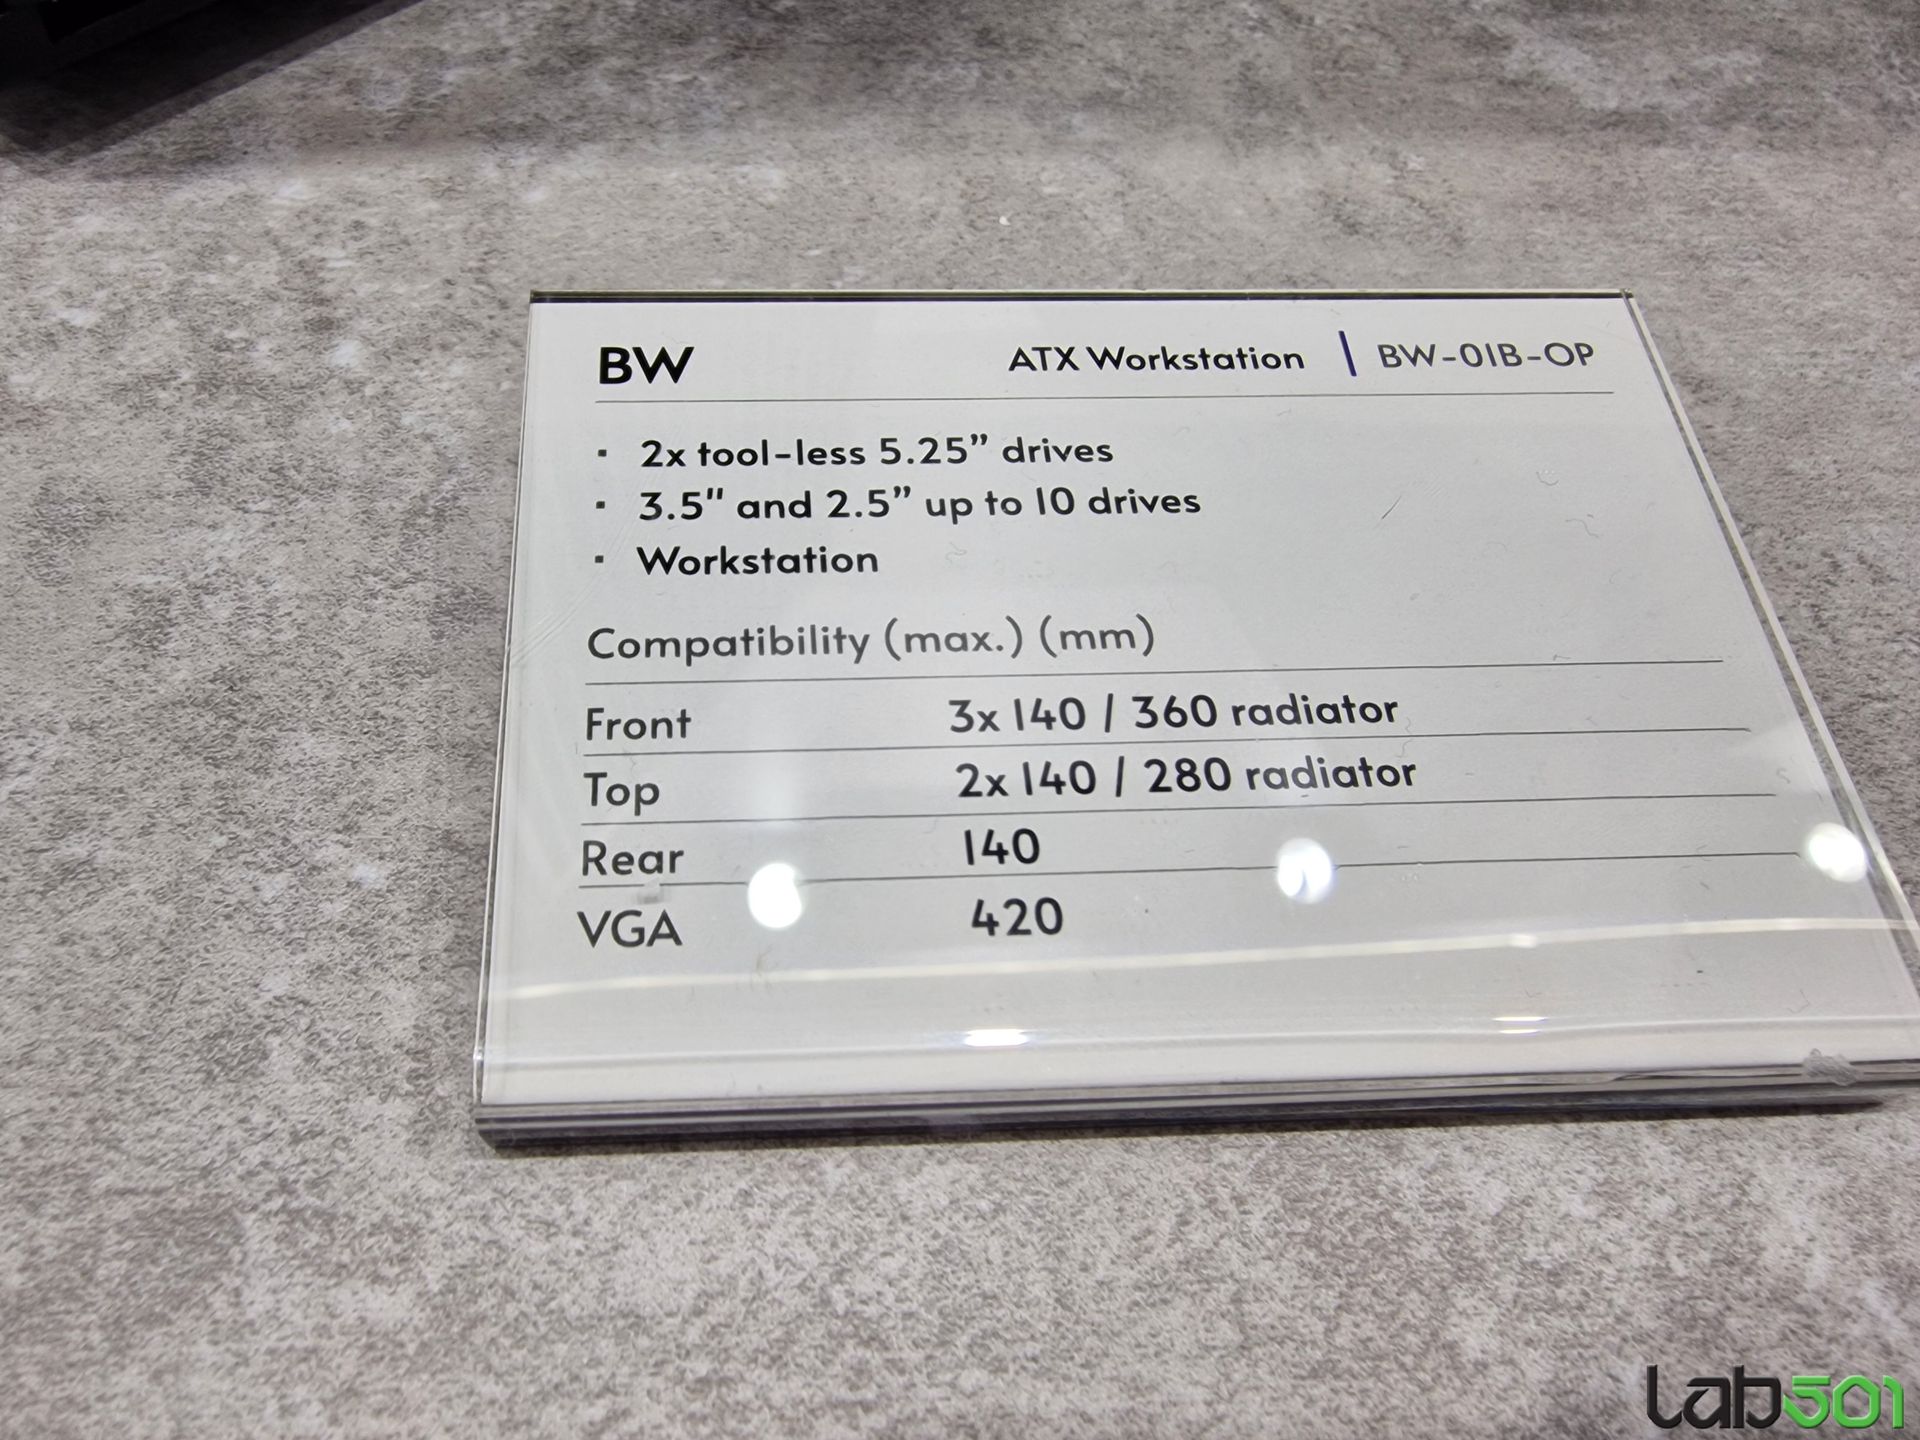 BW ATX Workstation | BW-01B-OP
▪ 2x tool-less 5.25” drives
▪ 3.5" and 2.5” up to 10 drives
▪ Workstation
Compatibility (max.) (mm)
Front 3x 140 / 360 radiator
Top 2x 140 / 280 radiator
Rear 140
VGA 420
Lab501